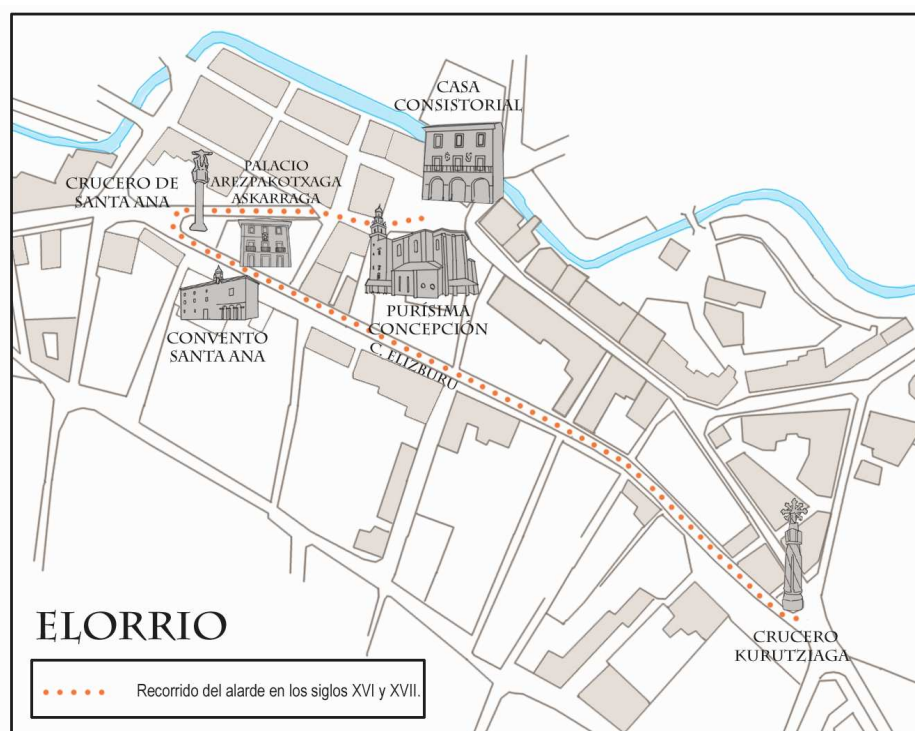 CASA
CONSISTORIAL
PALACIO
AREZPAKOTXAGA
ASKARRAGA
CRUCERO DE
SANTA ANA
PURÍSIMA
CONCEPCIÓN
CONVENTO
SANTA ANA
C. ELIZBURU
CRUCERO
KURUTZIAGA
ELORRIO
Recorrido del alarde en los siglos XVI y XVII.